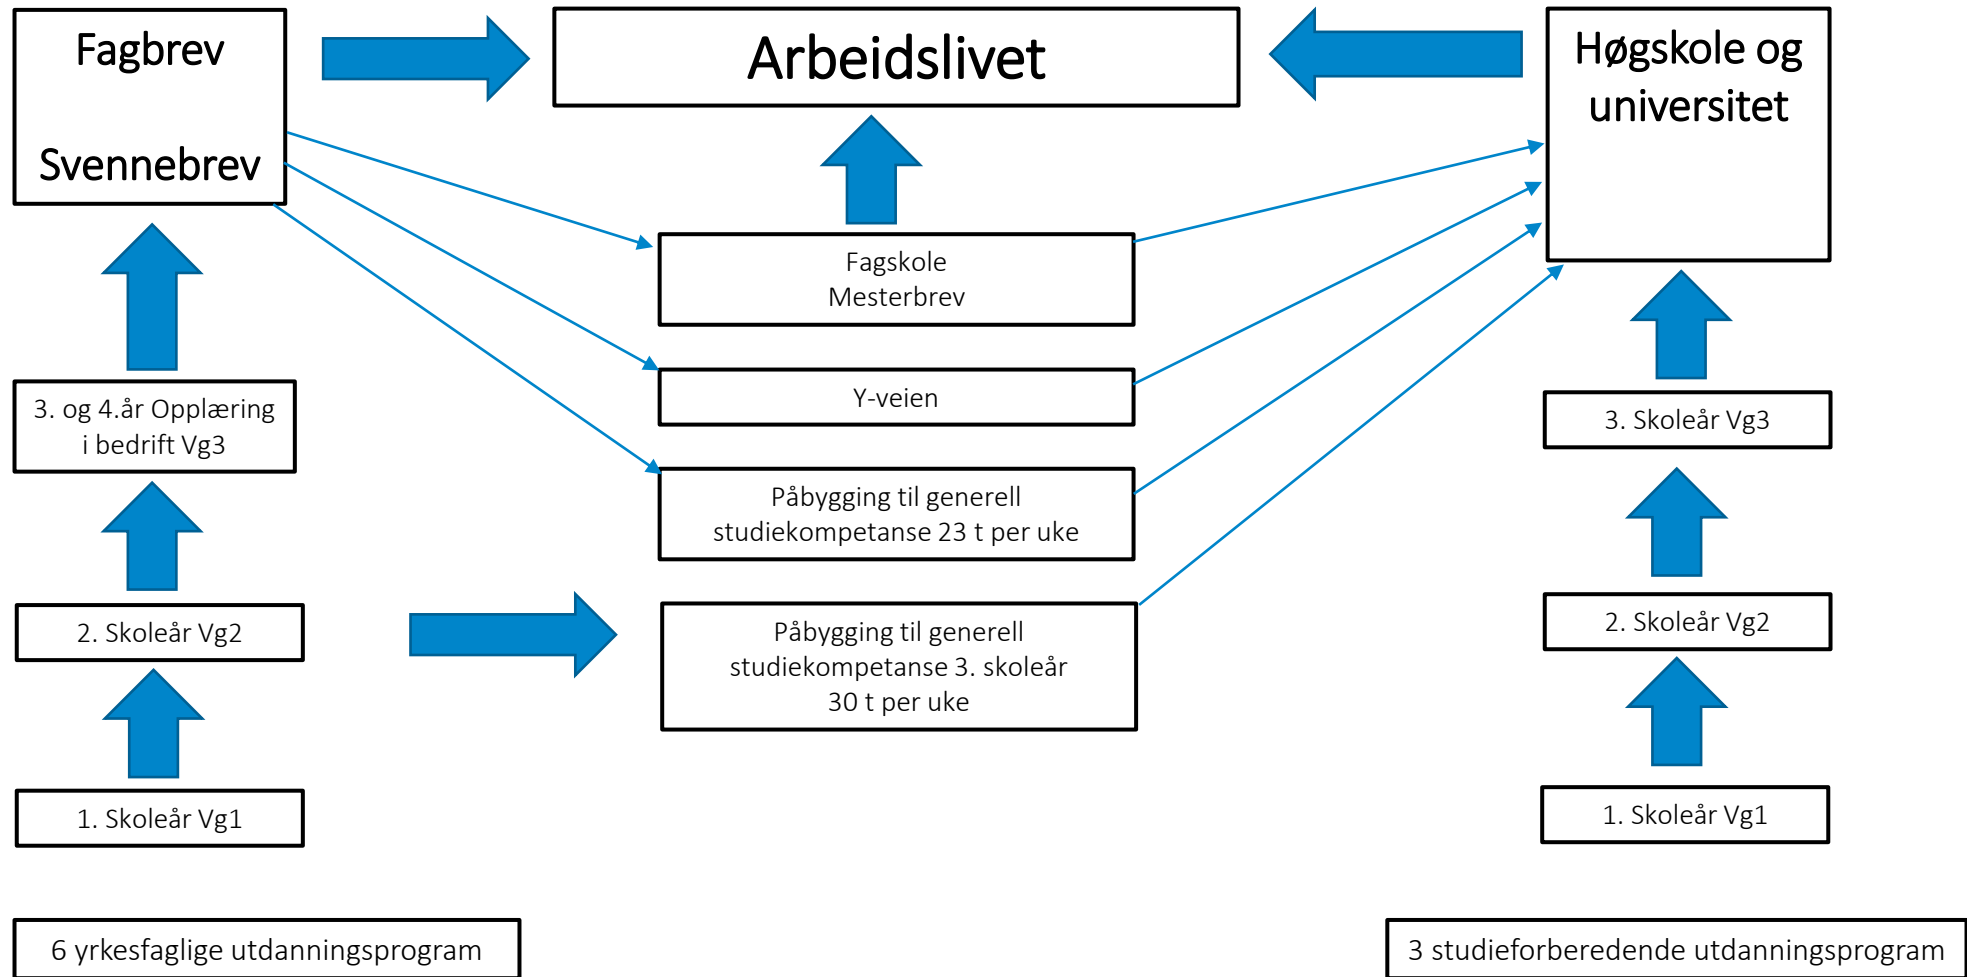 Fagbrev
Svennebrev
Arbeidslivet
Høgskole og
universitet
Fagskole
Mesterbrev
Y-veien
Påbygging til generell
studiekompetanse 23 t per uke
Påbygging til generell
studiekompetanse 3. skoleår
30 t per uke
3. og 4.år Opplæring
i bedrift Vg3
2. Skoleår Vg2
1. Skoleår Vg1
3. Skoleår Vg3
2. Skoleår Vg2
1. Skoleår Vg1
6 yrkesfaglige utdanningsprogram
3 studieforberedende utdanningsprogram